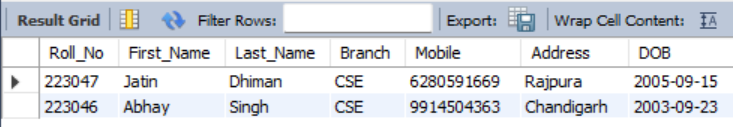 Result Grid Filter Rows: Export: Wrap Cell Content: IA
Roll_No First_Name Last_Name Branch Mobile Address DOB
223047 Jatin Dhiman CSE 6280591669 Rajpura 2005-09-15
223046 Abhay Singh CSE 9914504363 Chandigarh 2003-09-23